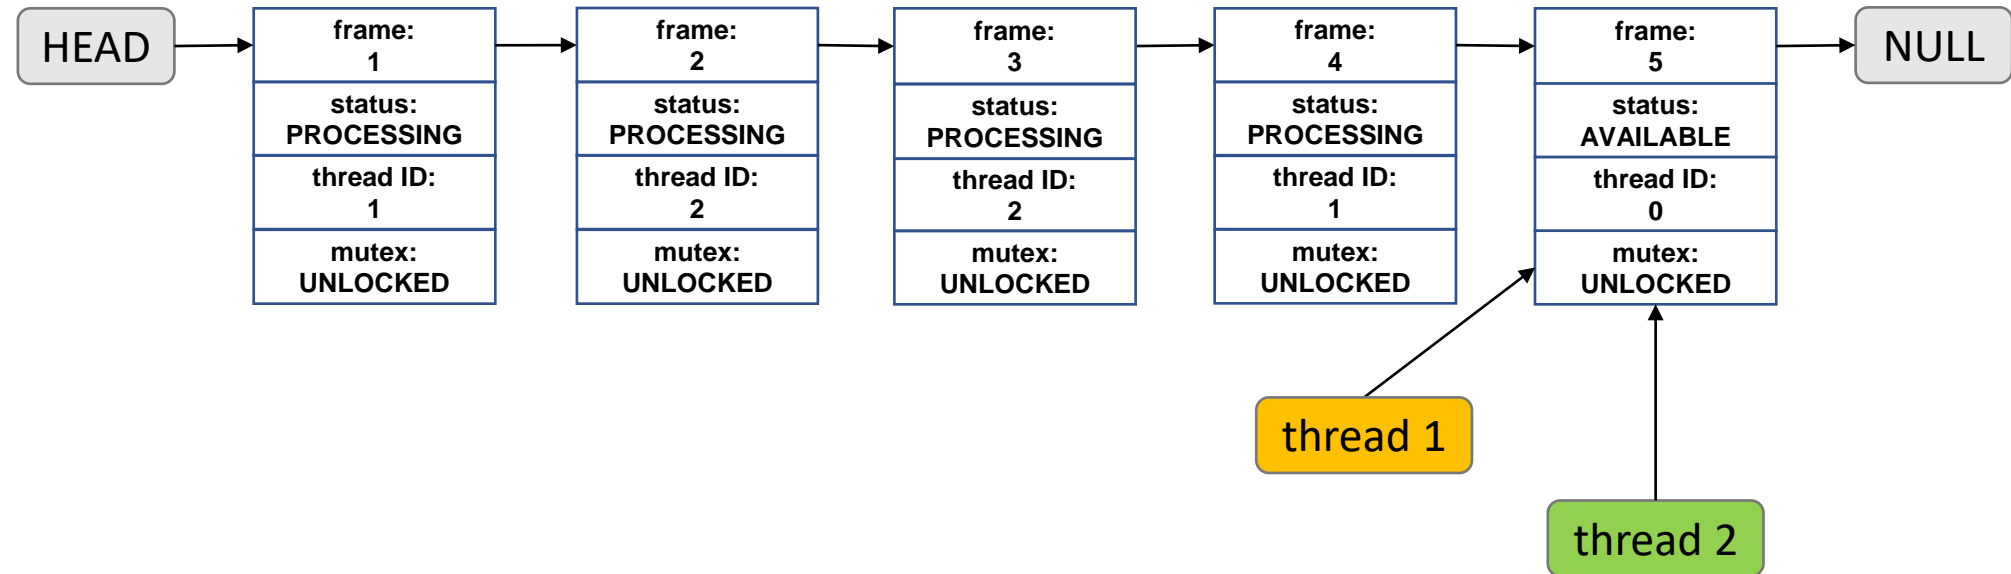 HEAD
frame:
1
status:
PROCESSING
thread ID:
1
mutex:
UNLOCKED
frame:
2
status:
PROCESSING
thread ID:
2
mutex:
UNLOCKED
frame:
3
status:
PROCESSING
thread ID:
2
mutex:
UNLOCKED
frame:
4
status:
PROCESSING
thread ID:
1
mutex:
UNLOCKED
frame:
5
status:
AVAILABLE
thread ID:
0
mutex:
UNLOCKED
NULL
thread 1
thread 2